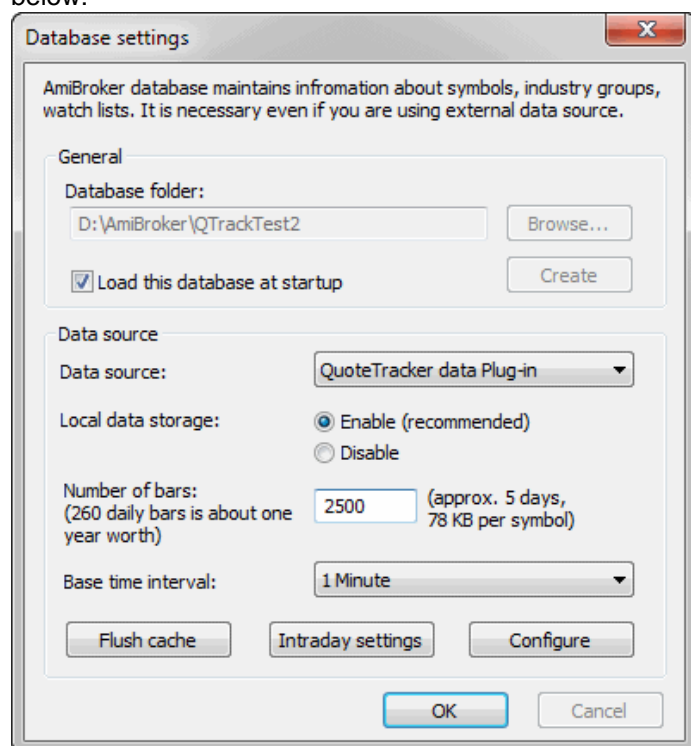 below.
Database settings
AmiBroker database maintains infromation about symbols, industry groups,
watch lists. It is necessary even if you are using external data source.
General
Database folder:
D:\AmiBroker\QTrackTest2
Browse...
Load this database at startup
Create
Data source
Data source:
QuoteTracker data Plug-in
Local data storage:
Enable (recommended)
Disable
Number of bars:
(260 daily bars is about one
year worth)
2500
(approx. 5 days,
78 KB per symbol)
Base time interval:
1 Minute
Flush cache
Intraday settings
Configure
OK
Cancel